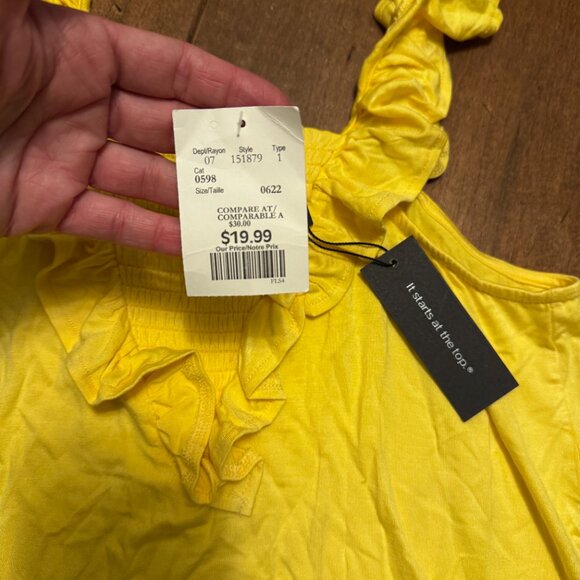 Dept/Rayon Style Type
07 151879 1
Cat
0598
Size/Taille 0622
COMPARE AT/
COMPARABLE A
$30.00
$19.99
Our Price/Notre Prix
FLS4
It starts at the top.®